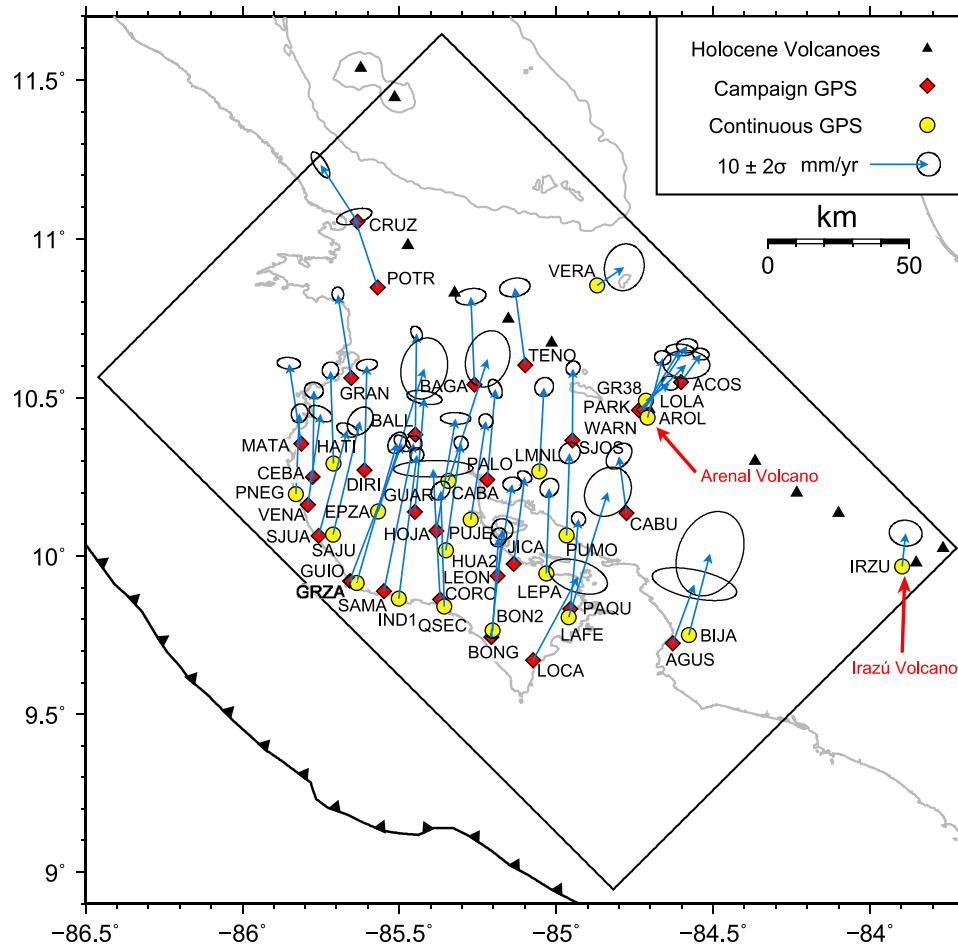 Holocene Volcanoes
Campaign GPS
Continuous GPS
10 ± 2σ mm/yr
km
0 50
11.5°
11°
10.5°
10°
9.5°
9°
CRUZ
POTR
VERA
TENO
BAGA
GRAN
GR38
ACOS
LOLA
PARK
AROL
WARN
BALL
SJOS
MATA
HATI
LMNL
PALO
CEBA
DIRI
CABA
Arenal Volcano
PNEG
GUAR
VENA
EPZA
CABU
HOJA
PUJE
SJUA
SAJU
PUMO
JICA
HUA2
IRZU
GUIO
LEON
LEPA
GRZA
SAMA
CORO
PAQU
IND1
QSEC
BON2
LAFE
BIJA
BONG
AGUS
LOCA
Irazú Volcano
−86.5 −86° −85.5° −85° −84.5° −84°